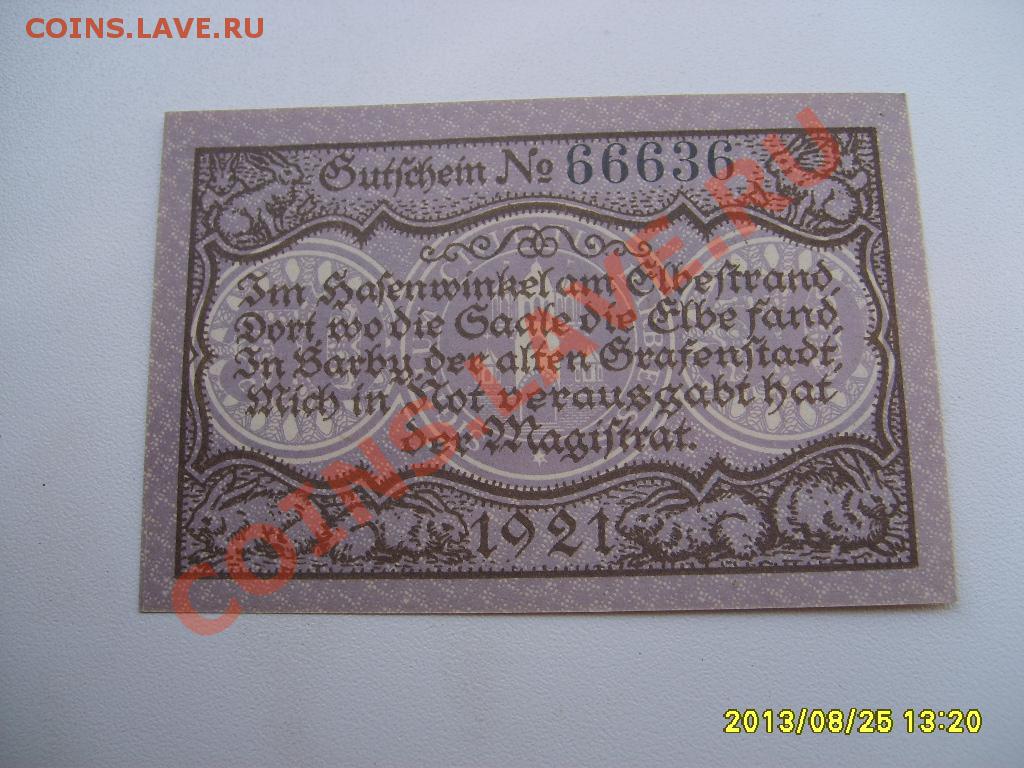 COINS.LAVE.RU
Gutschein No 66636
Im Hasenwinkel am Elbestrand,
Dort wo die Saale die Elbe fand,
In Barby, der alten Grafenstadt,
Mich in Not verausgabt hat
der Magistrat.
1921
COINS.LAVE.RU
2013/08/25 13:20